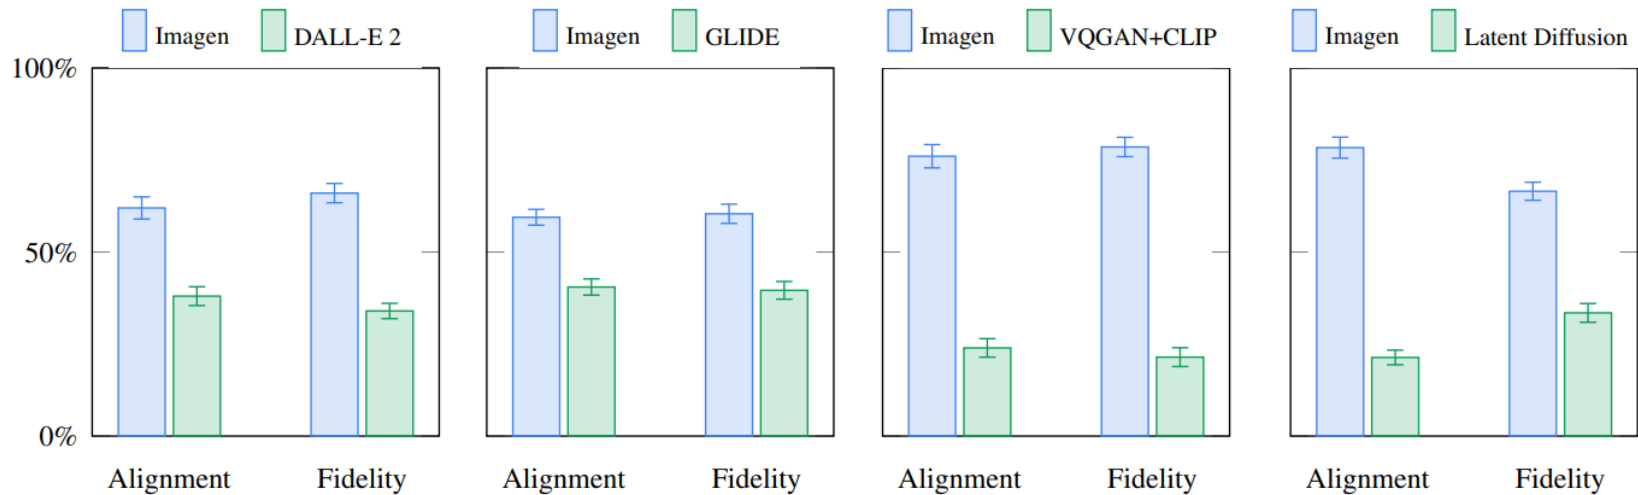 Imagen DALL-E 2 Imagen GLIDE Imagen VQGAN+CLIP Imagen Latent Diffusion
100%
50%
0%
Alignment Fidelity Alignment Fidelity Alignment Fidelity Alignment Fidelity